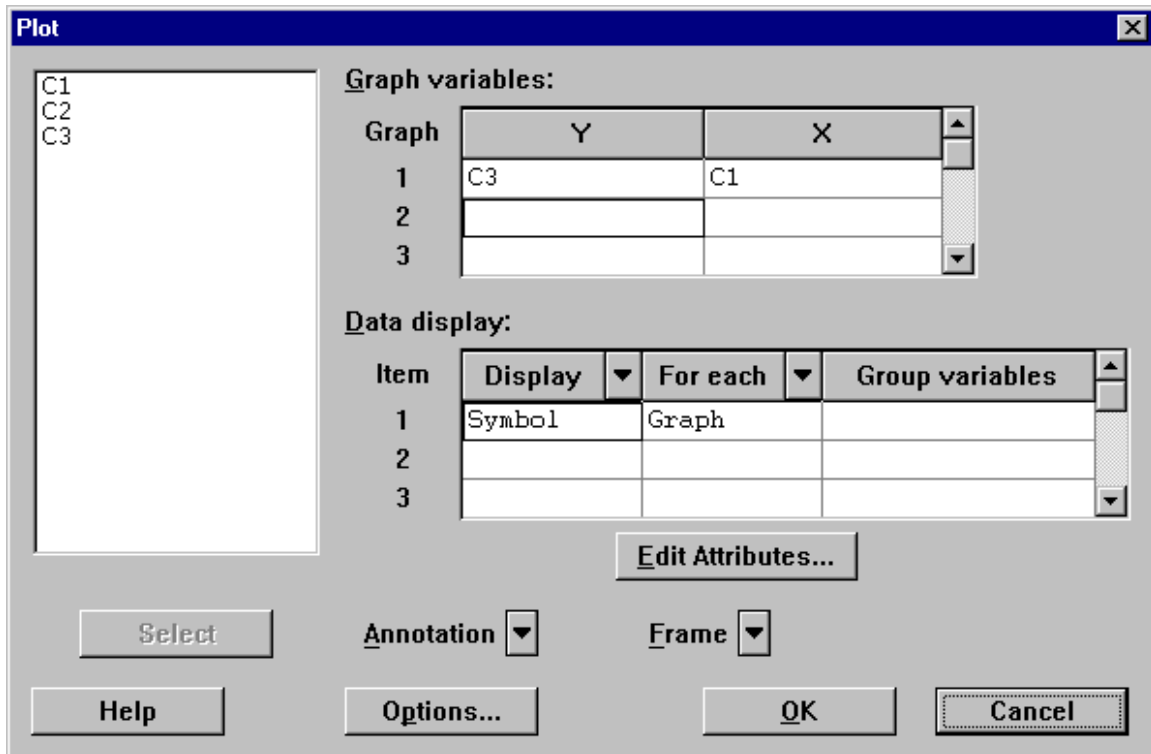 Plot
C1
C2
C3
Graph variables:
Graph Y X
1 C3 C1
2
3
Data display:
Item Display For each Group variables
1 Symbol Graph
2
3
Edit Attributes...
Select Annotation Frame
Help Options... OK Cancel